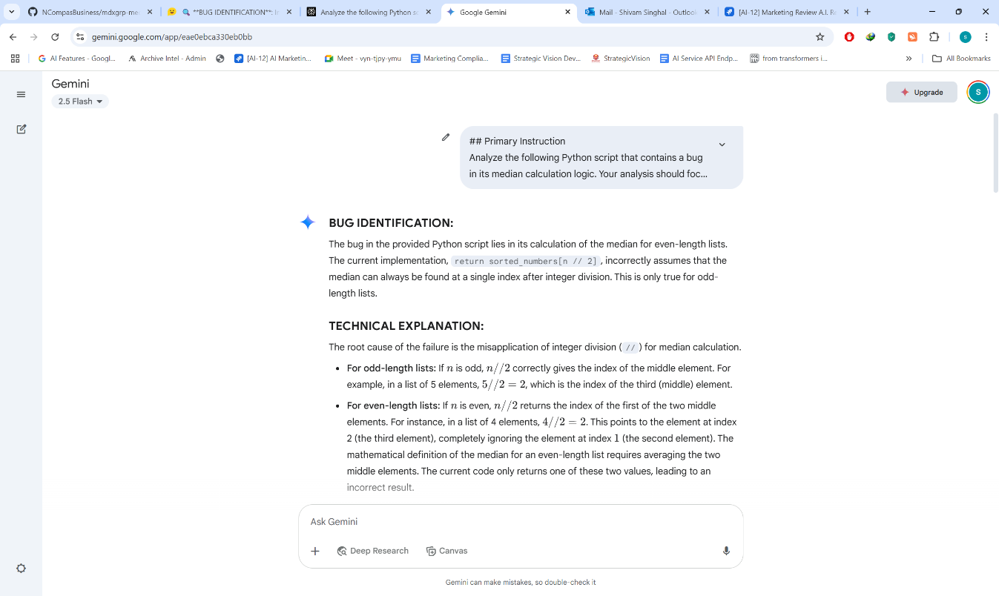 NCompasBusiness/mdxgrp-me
**BUG IDENTIFICATION**: I
Analyze the following Python s
Google Gemini
Mail - Shivam Singhal - Outlook
[AI-12] Marketing Review A.I. R
gemini.google.com/app/eae0ebca330eb0bb
S
AI Features - Googl...
Archive Intel - Admin
[AI-12] AI Marketin...
Meet - vyn-tjpy-ymu
Marketing Complia...
Strategic Vision Dev...
StrategicVision
AI Service API Endp...
from transformers i...
»
All Bookmarks
Gemini
2.5 Flash
Upgrade
S
## Primary Instruction
Analyze the following Python script that contains a bug
in its median calculation logic. Your analysis should foc...
BUG IDENTIFICATION:
The bug in the provided Python script lies in its calculation of the median for even-length lists.
The current implementation, return sorted_numbers[n // 2] , incorrectly assumes that the
median can always be found at a single index after integer division. This is only true for odd-
length lists.
TECHNICAL EXPLANATION:
The root cause of the failure is the misapplication of integer division ( // ) for median calculation.
• For odd-length lists: If n is odd, n//2 correctly gives the index of the middle element. For
example, in a list of 5 elements, 5//2 = 2, which is the index of the third (middle) element.
• For even-length lists: If n is even, n//2 returns the index of the first of the two middle
elements. For instance, in a list of 4 elements, 4//2 = 2. This points to the element at index
2 (the third element), completely ignoring the element at index 1 (the second element). The
mathematical definition of the median for an even-length list requires averaging the two
middle elements. The current code only returns one of these two values, leading to an
incorrect result.
Ask Gemini
Deep Research
Canvas
Gemini can make mistakes, so double-check it